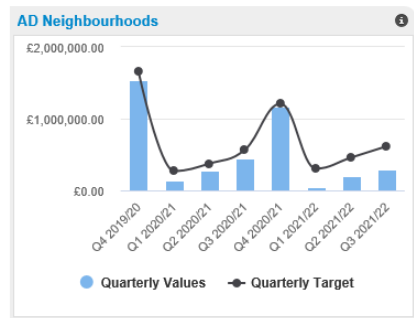 AD Neighbourhoods
£2,000,000.00
£1,000,000.00
£0.00
Q4 2019/20
Q1 2020/21
Q2 2020/21
Q3 2020/21
Q4 2020/21
Q1 2021/22
Q2 2021/22
Q3 2021/22
Quarterly Values
Quarterly Target